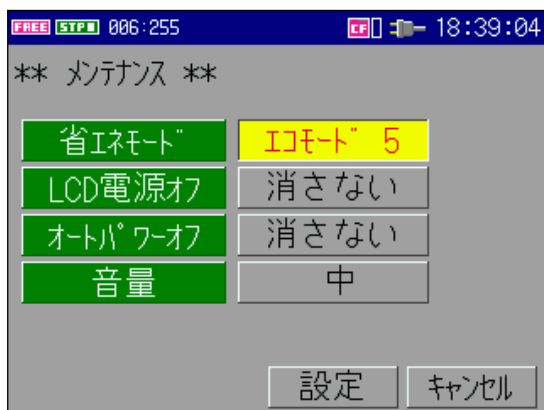 FREE STP 006:255 CF 18:39:04
** メンテナンス **
省エネモード エコモード 5
LCD電源オフ 消さない
オートパワーオフ 消さない
音量 中
設定 キャンセル